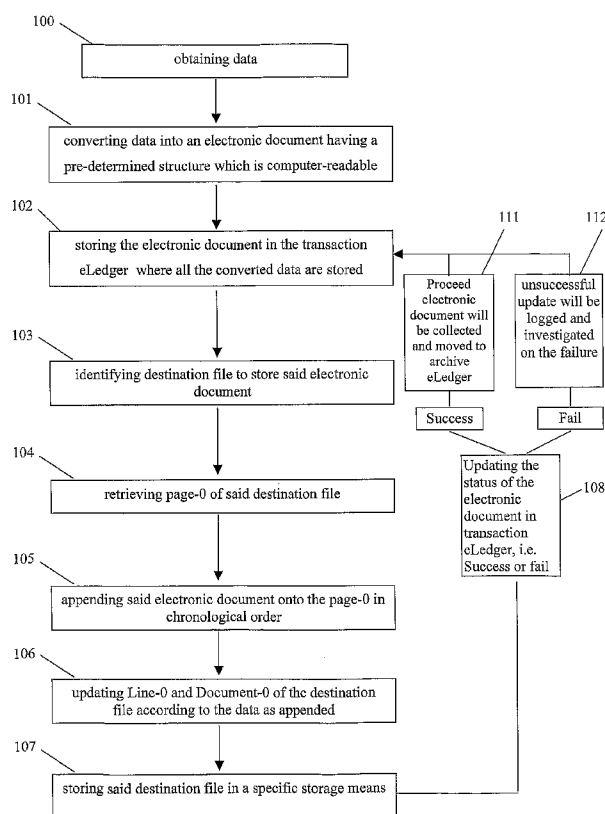 100
obtaining data
101
converting data into an electronic document having a
pre-determined structure which is computer-readable
102
storing the electronic document in the transaction
eLedger where all the converted data are stored
103
identifying destination file to store said electronic
document
104
retrieving page-0 of said destination file
105
appending said electronic document onto the page-0 in
chronological order
106
updating Line-0 and Document-0 of the destination
file according to the data as appended
107
storing said destination file in a specific storage means
111
Proceed
electronic
document will
be collected
and moved to
archive
eLedger
112
unsuccessful
update will be
logged and
investigated
on the failure
Success
Fail
Updating the
status of the
electronic
document in
transaction
eLedger, i.e.
Success or fail
108